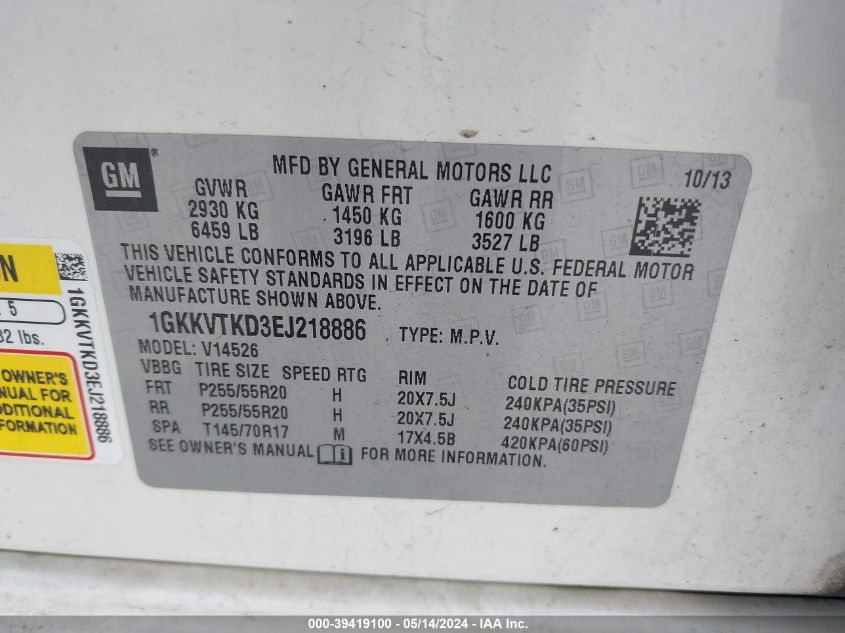 GM
®
MFD BY GENERAL MOTORS LLC
10/13
GVWR GAWR FRT GAWR RR
2930 KG 1450 KG 1600 KG
6459 LB 3196 LB 3527 LB
THIS VEHICLE CONFORMS TO ALL APPLICABLE U.S. FEDERAL MOTOR
VEHICLE SAFETY STANDARDS IN EFFECT ON THE DATE OF
MANUFACTURE SHOWN ABOVE.
1GKKVTKD3EJ218886 TYPE: M.P.V.
MODEL: V14526
VBBG TIRE SIZE SPEED RTG RIM COLD TIRE PRESSURE
FRT P255/55R20 H 20X7.5J 240KPA(35PSI)
RR P255/55R20 H 20X7.5J 240KPA(35PSI)
SPA T145/70R17 M 17X4.5B 420KPA(60PSI)
SEE OWNER'S MANUAL FOR MORE INFORMATION.
N
5
32 lbs.
OWNER'S
NUAL FOR
DITIONAL
FORMATION
1GKKVTKD3EJ218886
000-39419100 - 05/14/2024 - IAA Inc.